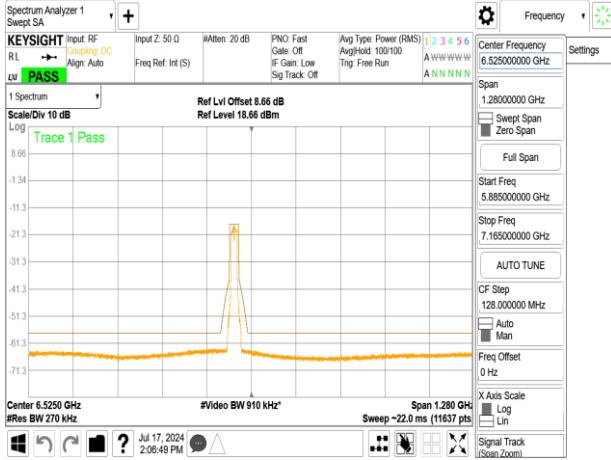 Spectrum Analyzer 1
Swept SA
Frequency
KEYSIGHT
RL
LXI PASS
Input: RF
Coupling: DC
Align: Auto
Input Z: 50 Ω
Freq Ref: Int (S)
#Atten: 20 dB
PNO: Fast
Gate: Off
IF Gain: Low
Sig Track: Off
Avg Type: Power (RMS)
Avg|Hold: 100/100
Trig: Free Run
1 2 3 4 5 6
A W W W W W
A N N N N N
1 Spectrum
Scale/Div 10 dB
Ref Lvl Offset 8.66 dB
Ref Level 18.66 dBm
Log
Trace 1 Pass
8.66
-1.34
-11.3
-21.3
-31.3
-41.3
-51.3
-61.3
-71.3
Center 6.5250 GHz
#Res BW 270 kHz
#Video BW 910 kHz*
Span 1.280 GHz
Sweep ~22.0 ms (11637 pts
Jul 17, 2024
2:06:49 PM
Settings
Center Frequency
6.525000000 GHz
Span
1.28000000 GHz
Swept Span
Zero Span
Full Span
Start Freq
5.885000000 GHz
Stop Freq
7.165000000 GHz
AUTO TUNE
CF Step
128.000000 MHz
Auto
Man
Freq Offset
0 Hz
X Axis Scale
Log
Lin
Signal Track
(Span Zoom)